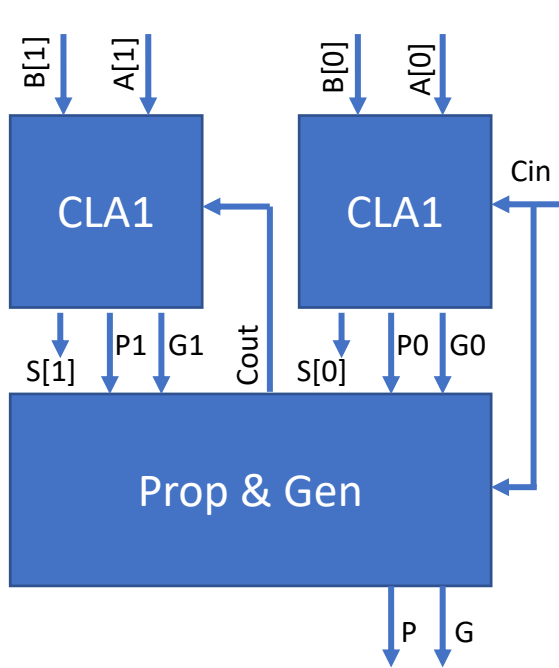 B[1]
A[1]
B[0]
A[0]
Cin
CLA1
CLA1
Cout
P1
G1
P0
G0
S[1]
S[0]
Prop & Gen
P
G